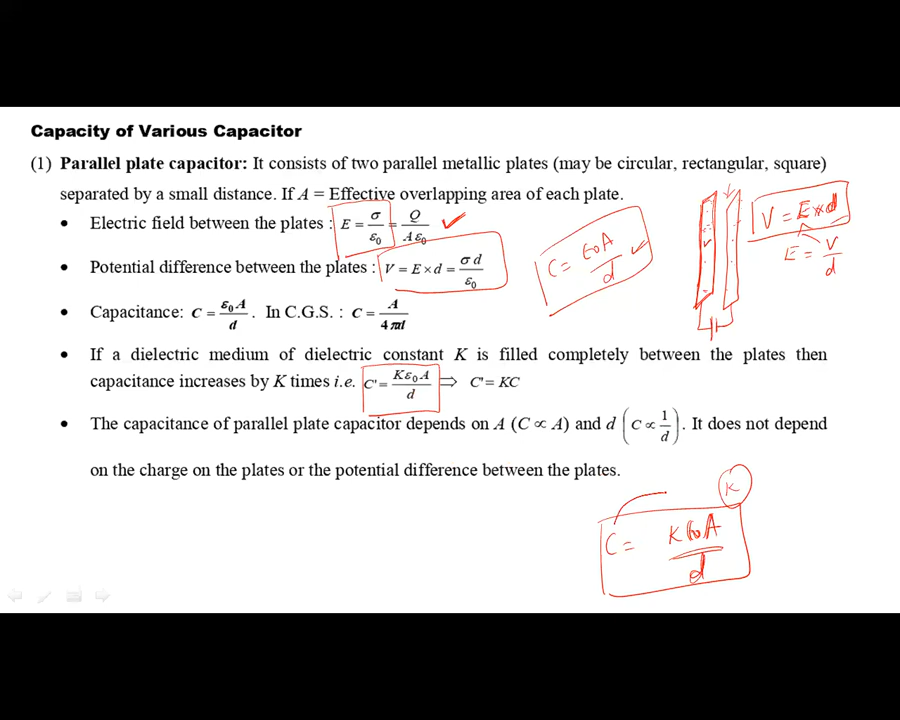 Capacity of Various Capacitor
(1) Parallel plate capacitor: It consists of two parallel metallic plates (may be circular, rectangular, square)
separated by a small distance. If A = Effective overlapping area of each plate.
• Electric field between the plates : E = σ/ε₀ = Q/Aε₀
• Potential difference between the plates : V = E × d = σd/ε₀
• Capacitance: C = ε₀A/d . In C.G.S. : C = A/4πd
• If a dielectric medium of dielectric constant K is filled completely between the plates then
capacitance increases by K times i.e. C' = Kε₀A/d ⇒ C' = KC
• The capacitance of parallel plate capacitor depends on A (C ∝ A) and d (C ∝ 1/d). It does not depend
on the charge on the plates or the potential difference between the plates.
C = ε₀A/d
V = E×d
E = V/d
K
C = Kε₀A/d